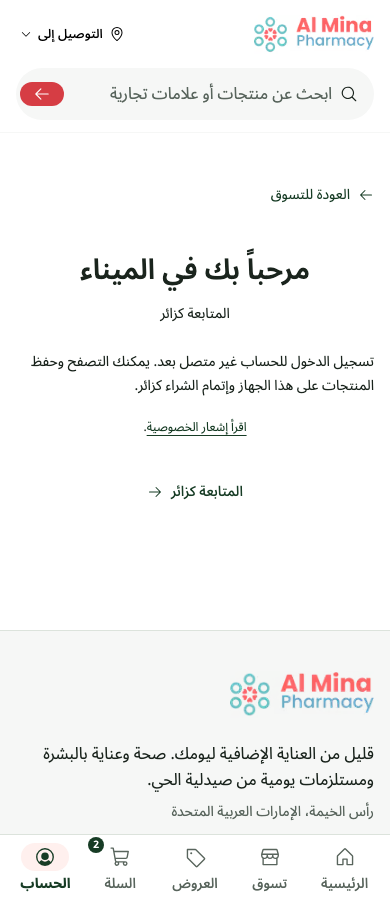 Al Mina
Pharmacy
التوصيل إلى
ابحث عن منتجات أو علامات تجارية
العودة للتسوق
مرحباً بك في الميناء
المتابعة كزائر
تسجيل الدخول للحساب غير متصل بعد. يمكنك التصفح وحفظ
المنتجات على هذا الجهاز وإتمام الشراء كزائر.
اقرأ إشعار الخصوصية.
المتابعة كزائر
Al Mina
Pharmacy
قليل من العناية الإضافية ليومك. صحة وعناية بالبشرة
ومستلزمات يومية من صيدلية الحي.
رأس الخيمة، الإمارات العربية المتحدة
الرئيسية
تسوق
العروض
2
السلة
الحساب